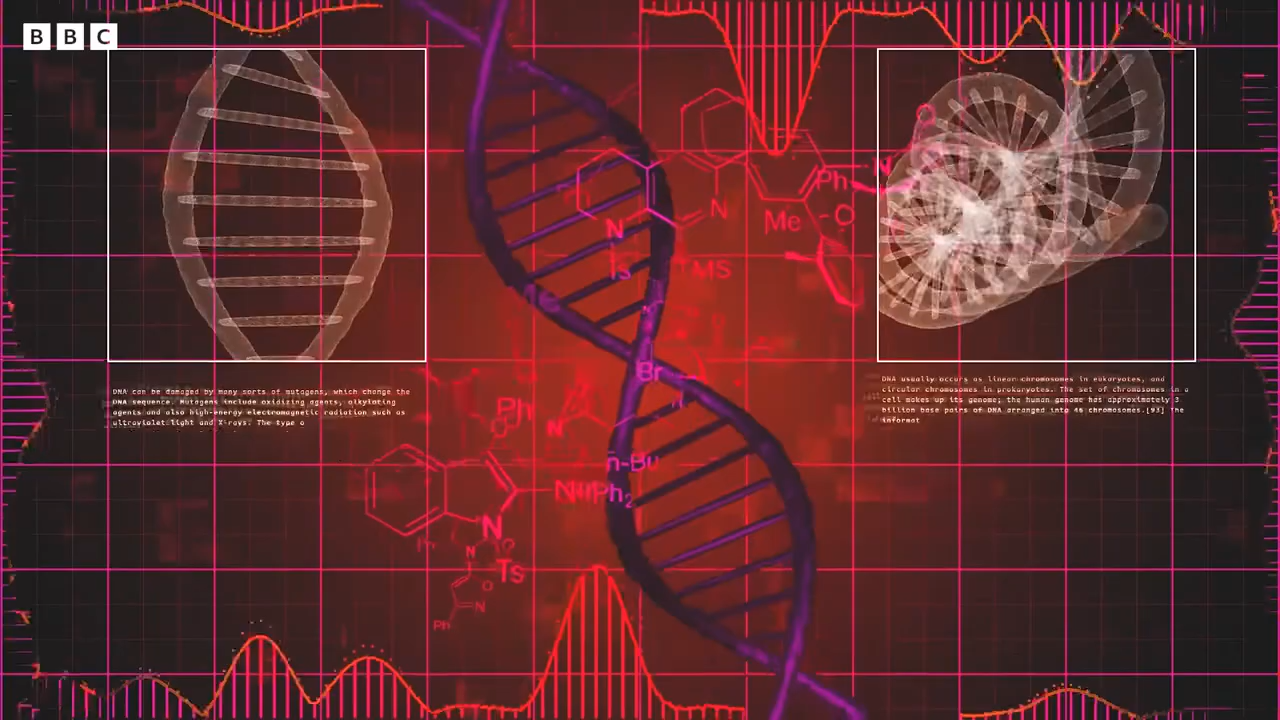 BBC
N
Ph
N
-O
Me
N
Ts
TMS
Br
Ph
N
n-Bu
NHPh2
N
N
O
Ts
O
N
Ph
DNA can be damaged by many sorts of mutagens, which change the
DNA sequence. Mutagens include oxidizing agents, alkylating
agents and also high-energy electromagnetic radiation such as
ultraviolet light and X-rays. The type o
DNA usually occurs as linear chromosomes in eukaryotes, and
circular chromosomes in prokaryotes. The set of chromosomes in a
cell makes up its genome; the human genome has approximately 3
billion base pairs of DNA arranged into 46 chromosomes.[93] The
informat